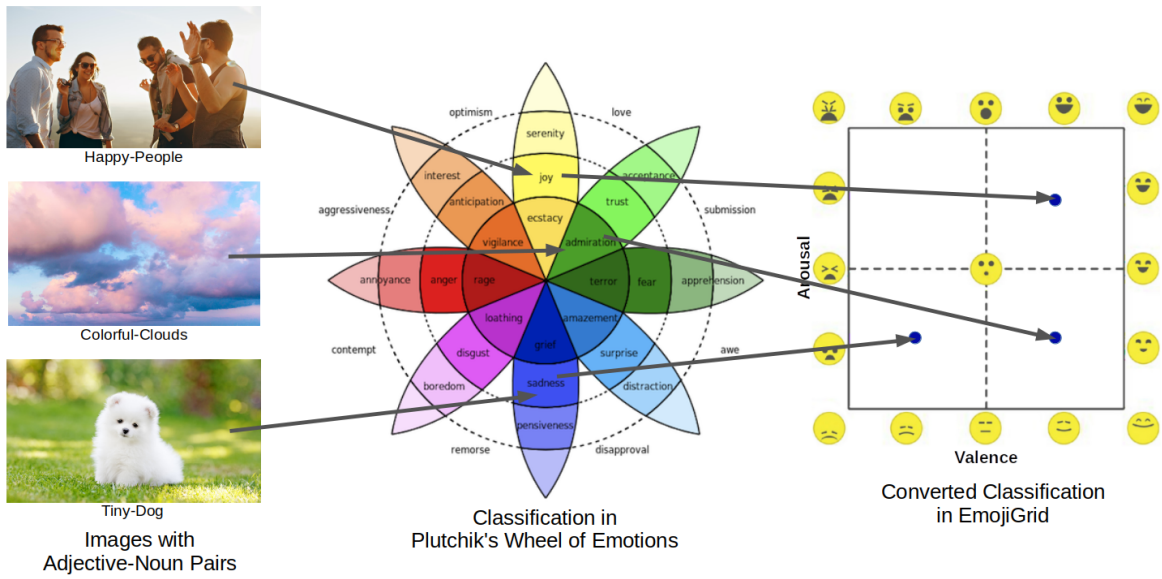 Happy-People
Colorful-Clouds
Tiny-Dog
Images with
Adjective-Noun Pairs
optimism
love
serenity
interest
acceptance
joy
anticipation
trust
aggressiveness
submission
ecstacy
vigilance
admiration
annoyance
anger
rage
terror
fear
apprehension
loathing
amazement
contempt
grief
awe
disgust
surprise
boredom
sadness
distraction
pensiveness
remorse
disapproval
Classification in
Plutchik's Wheel of Emotions
Arousal
Valence
Converted Classification
in EmojiGrid